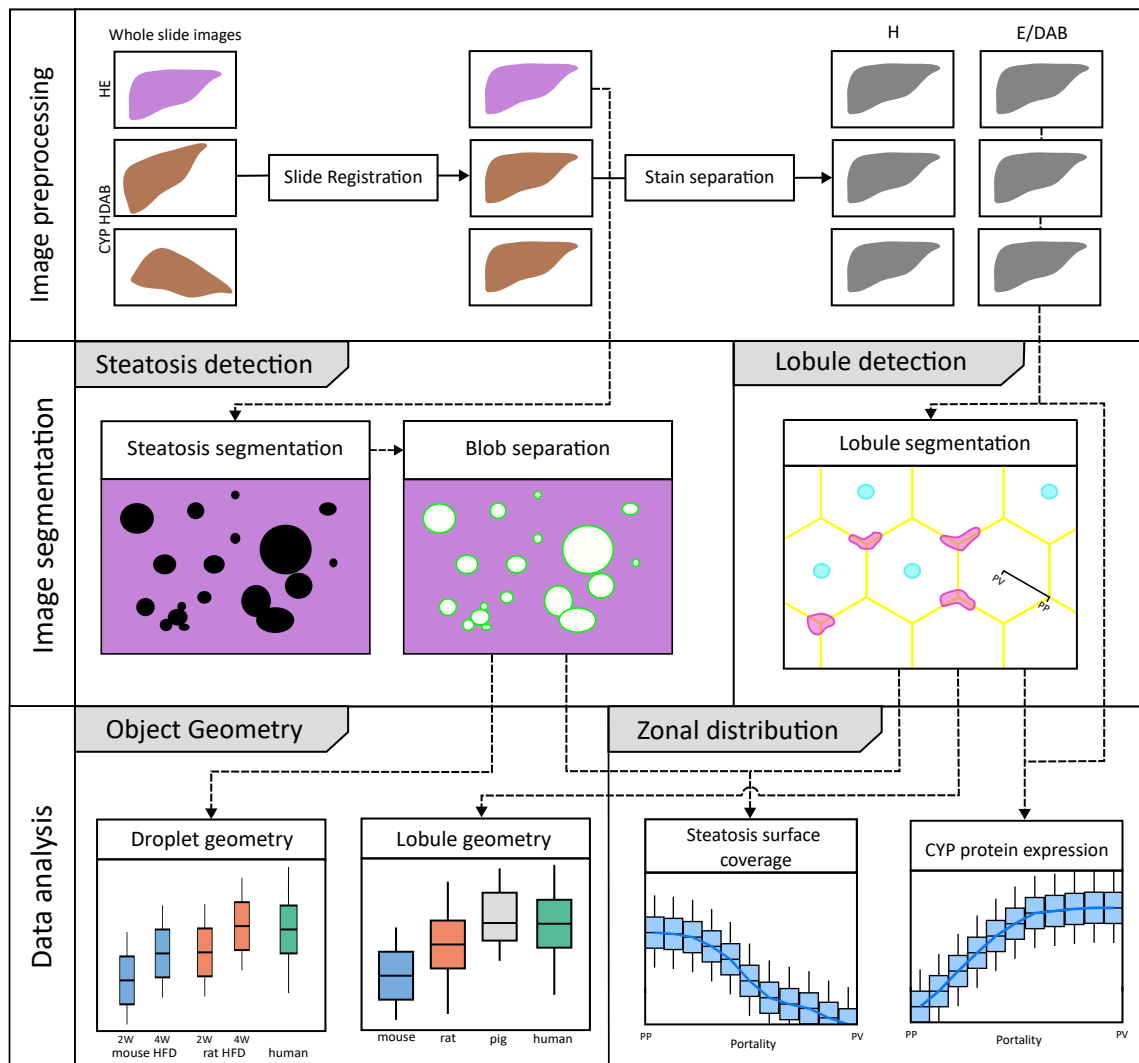 Image preprocessing
Whole slide images
H
E/DAB
HE
CYP HDAB
Slide Registration
Stain separation
Image segmentation
Steatosis detection
Lobule detection
Steatosis segmentation
Blob separation
Lobule segmentation
PV
PP
Data analysis
Object Geometry
Zonal distribution
Droplet geometry
Lobule geometry
Steatosis surface
coverage
CYP protein expression
2W 4W 2W 4W
mouse HFD rat HFD human
mouse rat pig human
PP PV
Portality
PP PV
Portality